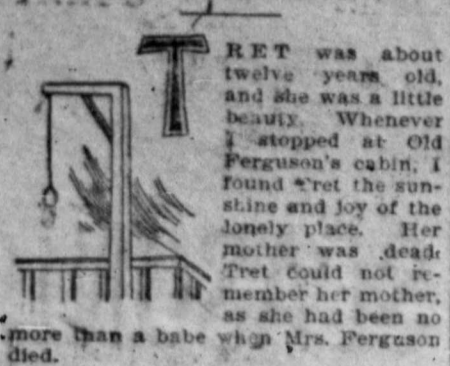 TRET was about
twelve years old,
and she was a little
beauty. Whenever
I stopped at Old
Ferguson's cabin, I
found Tret the sun-
shine and joy of the
lonely place. Her
mother was dead;
Tret could not re-
member her mother,
as she had been no
more than a babe when Mrs. Ferguson
died.